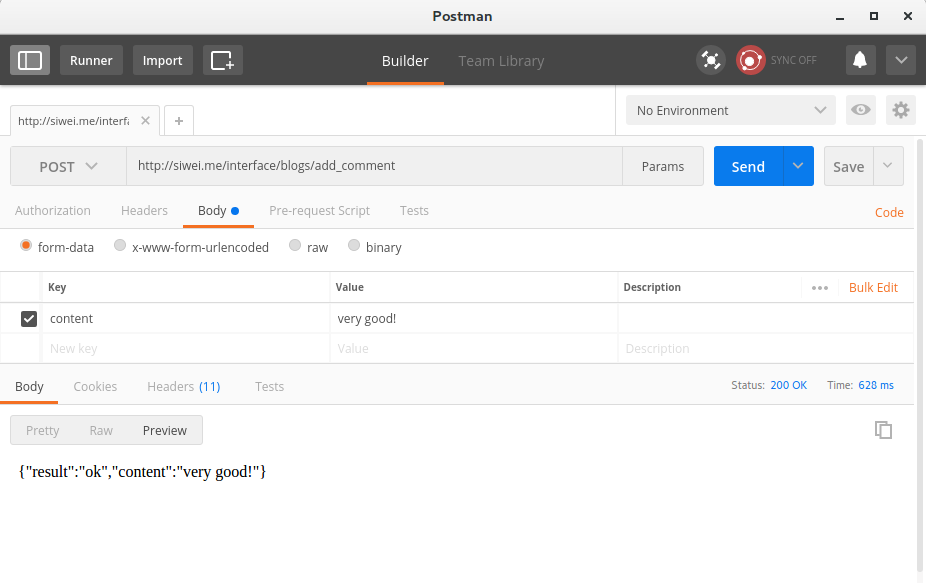 Postman
Runner Import Builder Team Library SYNC OFF
http://siwei.me/interfa No Environment
POST http://siwei.me/interface/blogs/add_comment Params Send Save
Authorization Headers Body Pre-request Script Tests Code
form-data x-www-form-urlencoded raw binary
Key Value Description ••• Bulk Edit
content very good!
New key Value Description
Body Cookies Headers (11) Tests Status: 200 OK Time: 628 ms
Pretty Raw Preview
{"result":"ok","content":"very good!"}